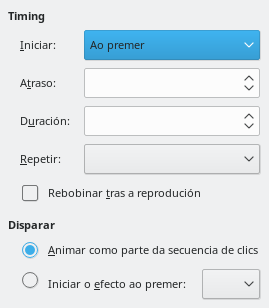 Timing
Iniciar:
Ao premer
Atraso:
Duración:
Repetir:
Rebobinar tras a reprodución
Disparar
Animar como parte da secuencia de clics
Iniciar o efecto ao premer: